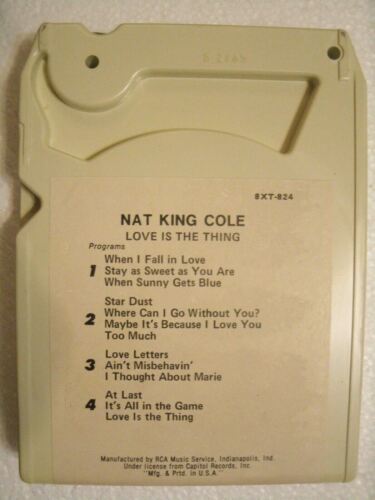 8XT-824
NAT KING COLE
LOVE IS THE THING
Programs
1 When I Fall in Love
Stay as Sweet as You Are
When Sunny Gets Blue
2 Star Dust
Where Can I Go Without You?
Maybe It's Because I Love You
Too Much
3 Love Letters
Ain't Misbehavin'
I Thought About Marie
4 At Last
It's All in the Game
Love Is the Thing
Manufactured by RCA Music Service, Indianapolis, Ind.
Under license from Capitol Records, Inc.
"Mfg. & Prtd. in U.S.A."